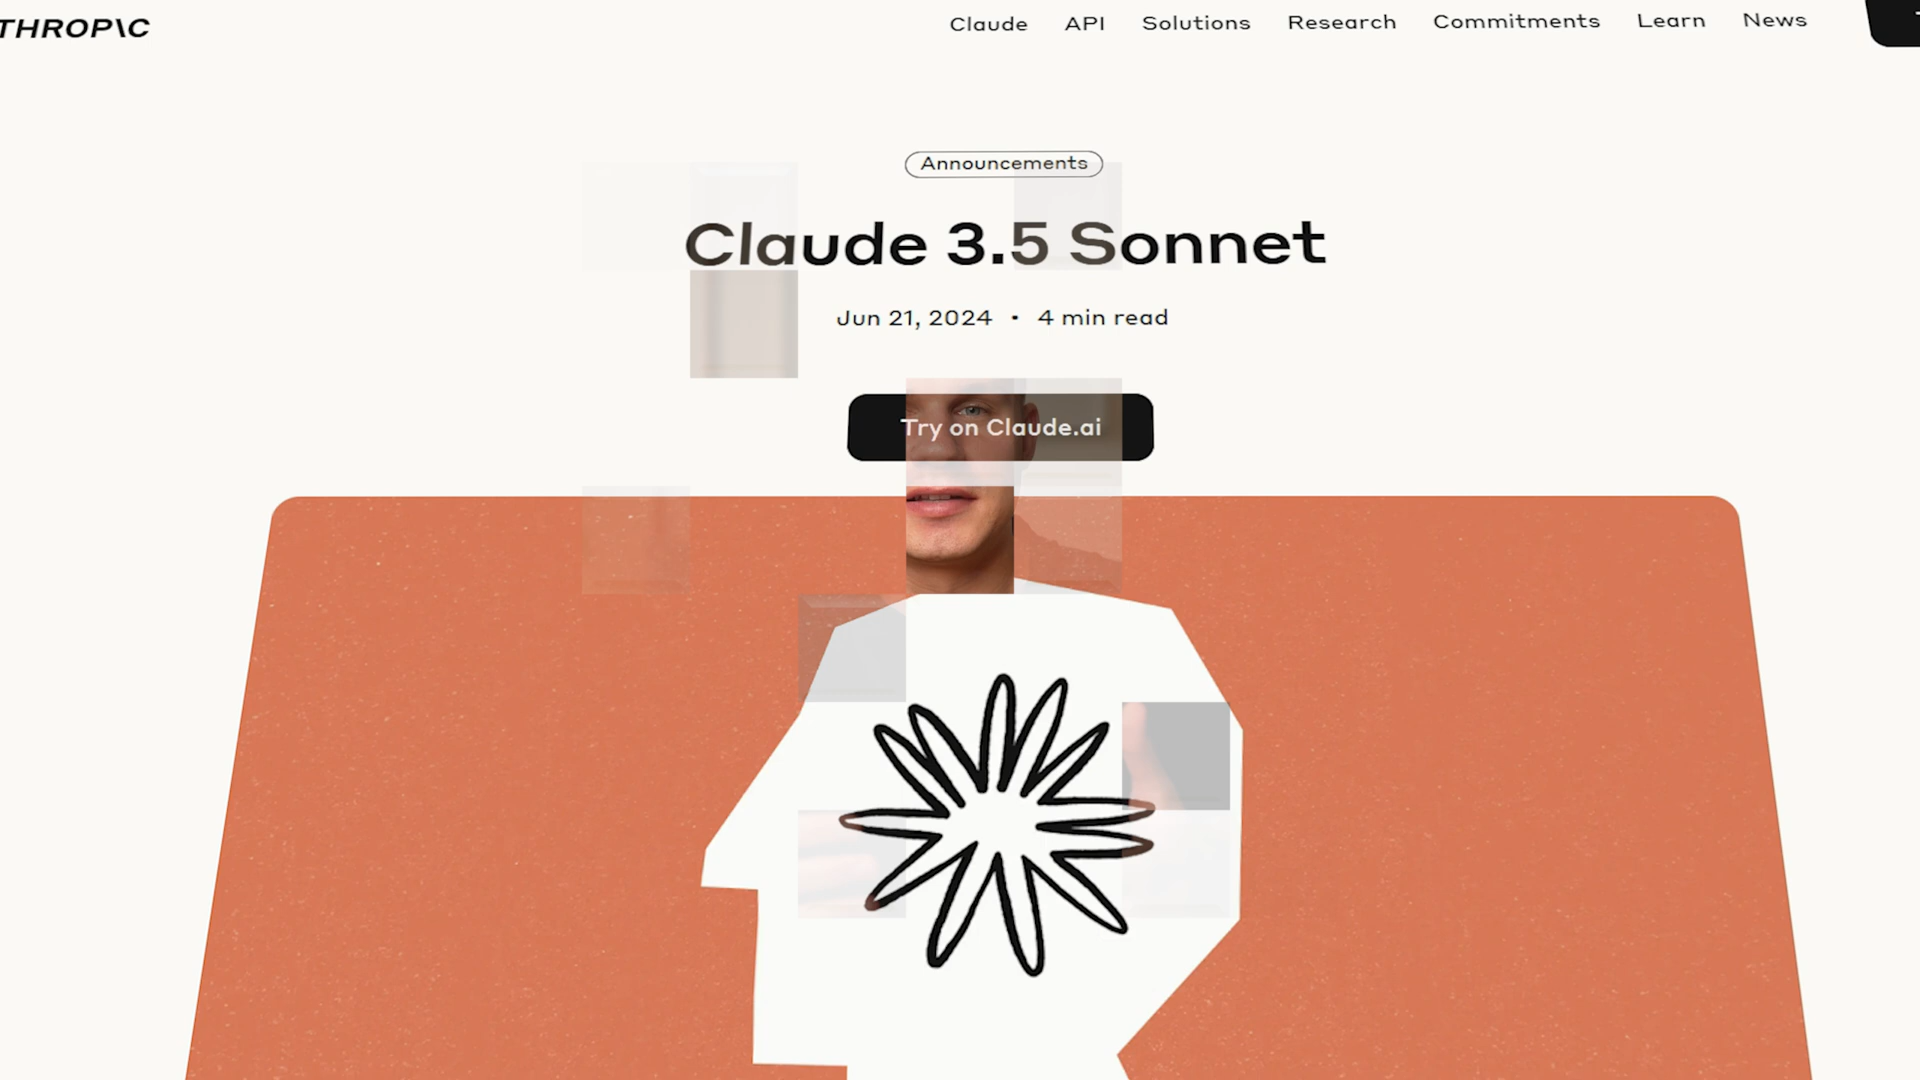 THROP\C
Claude API Solutions Research Commitments Learn News
Announcements
Claude 3.5 Sonnet
Jun 21, 2024 • 4 min read
Try on Claude.ai